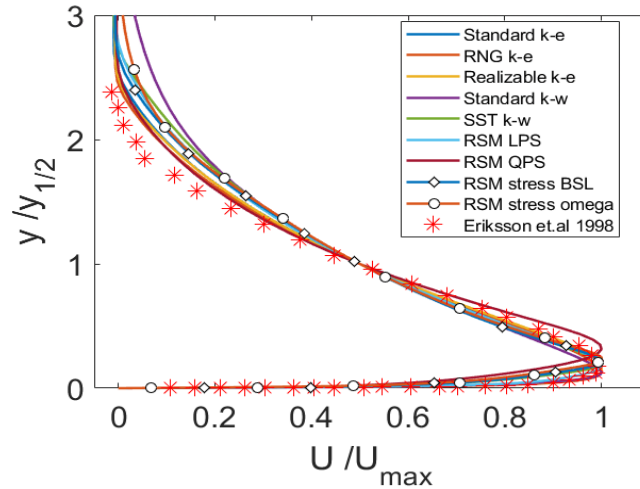 3
2
1
0
y /y1/2
0 0.2 0.4 0.6 0.8 1
U /Umax
Standard k-e
RNG k-e
Realizable k-e
Standard k-w
SST k-w
RSM LPS
RSM QPS
RSM stress BSL
RSM stress omega
Eriksson et.al 1998